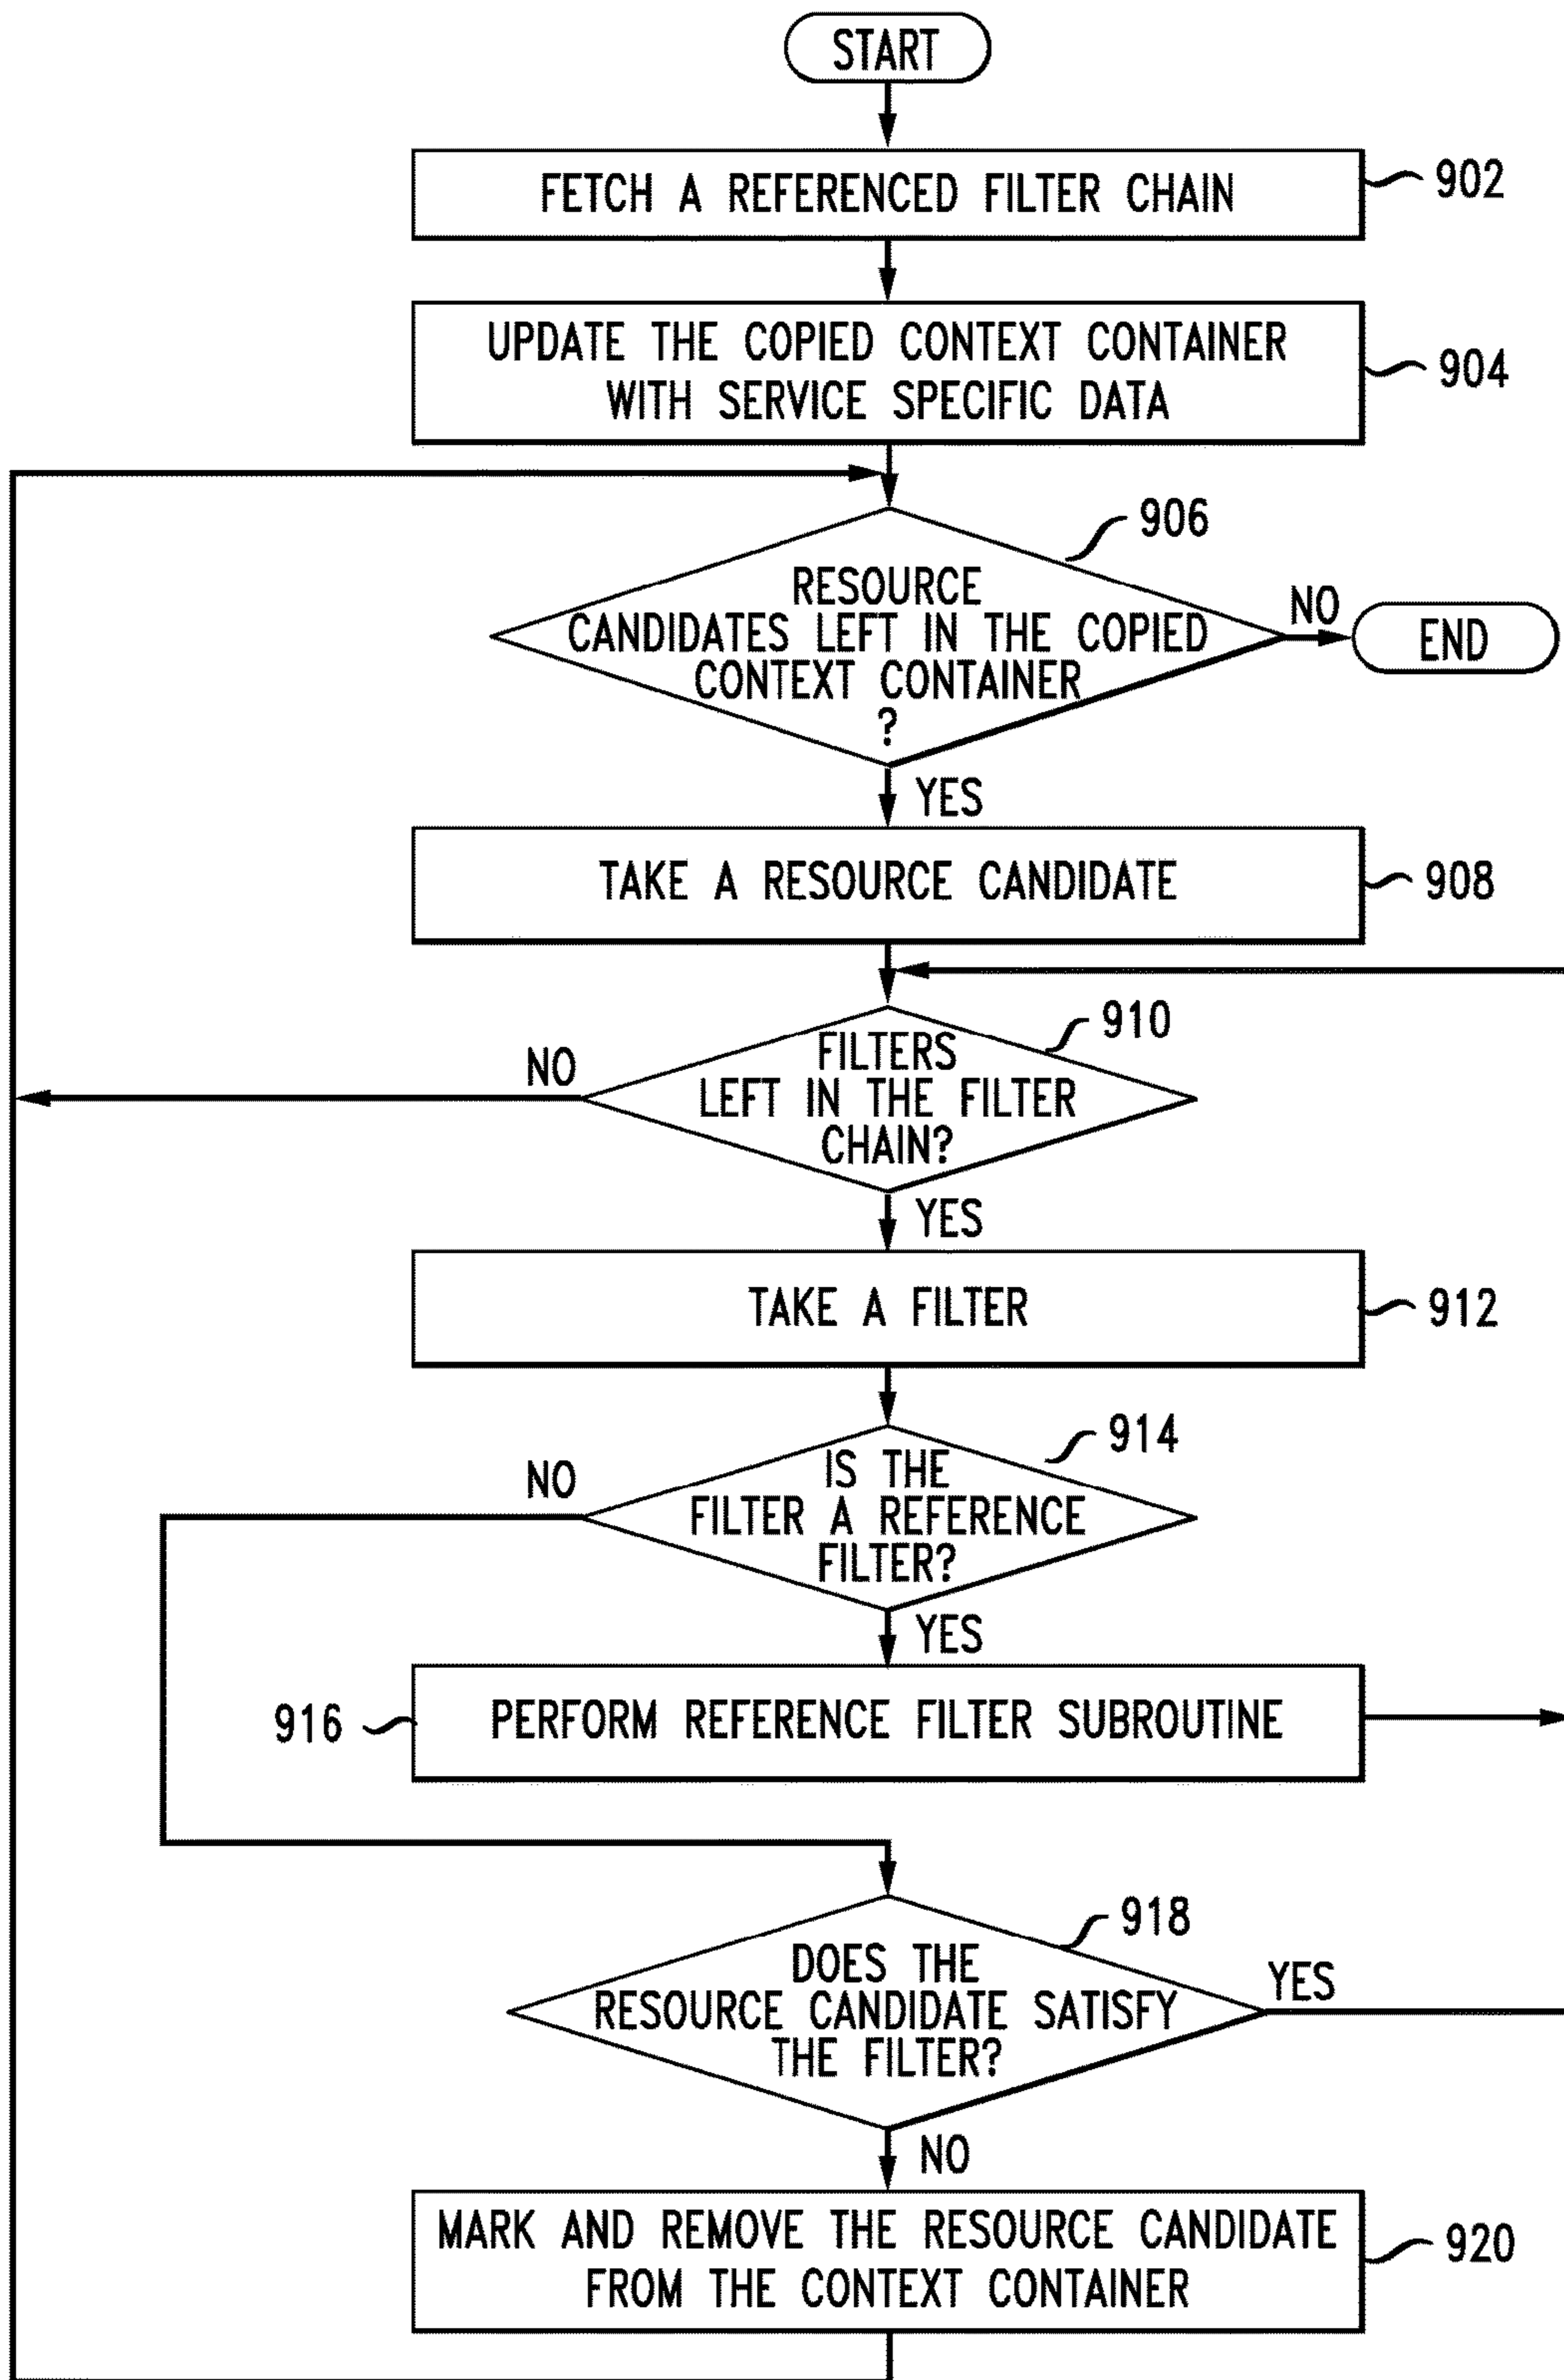 START
FETCH A REFERENCED FILTER CHAIN
902
UPDATE THE COPIED CONTEXT CONTAINER
WITH SERVICE SPECIFIC DATA
904
906
RESOURCE
CANDIDATES LEFT IN THE COPIED
CONTEXT CONTAINER
?
NO
END
YES
TAKE A RESOURCE CANDIDATE
908
910
FILTERS
LEFT IN THE FILTER
CHAIN?
NO
YES
TAKE A FILTER
912
914
IS THE
FILTER A REFERENCE
FILTER?
NO
YES
916
PERFORM REFERENCE FILTER SUBROUTINE
918
DOES THE
RESOURCE CANDIDATE SATISFY
THE FILTER?
YES
NO
MARK AND REMOVE THE RESOURCE CANDIDATE
FROM THE CONTEXT CONTAINER
920